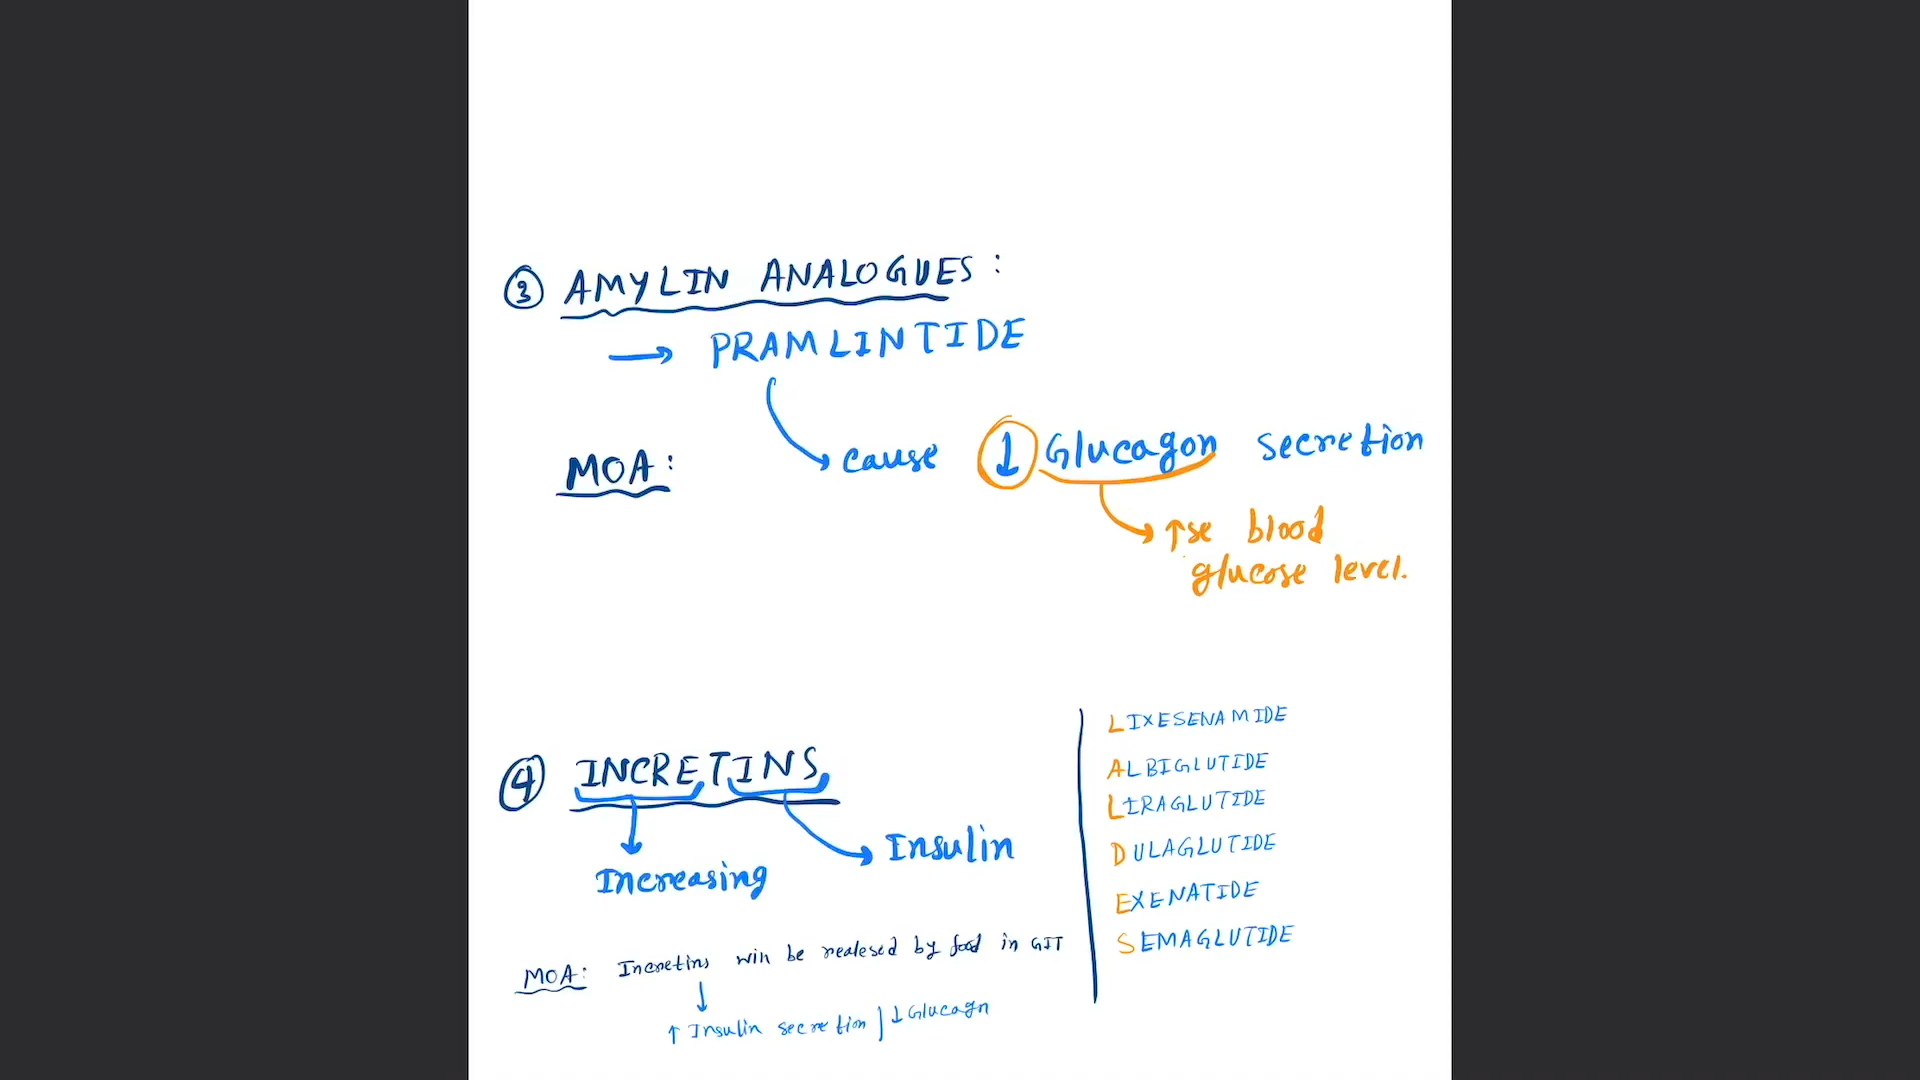 ③ AMYLIN ANALOGUES:
→ PRAMLINTIDE
MOA: cause ↓ Glucagon secretion
↑se blood
glucose level.
④ INCRETINS
Increasing
Insulin
MOA: Incretins will be realesed by food in GIT
↓
↑ Insulin secretion | ↓ Glucagn
LIXESENAMIDE
ALBIGLUTIDE
LIRAGLUTIDE
DULAGLUTIDE
EXENATIDE
SEMAGLUTIDE